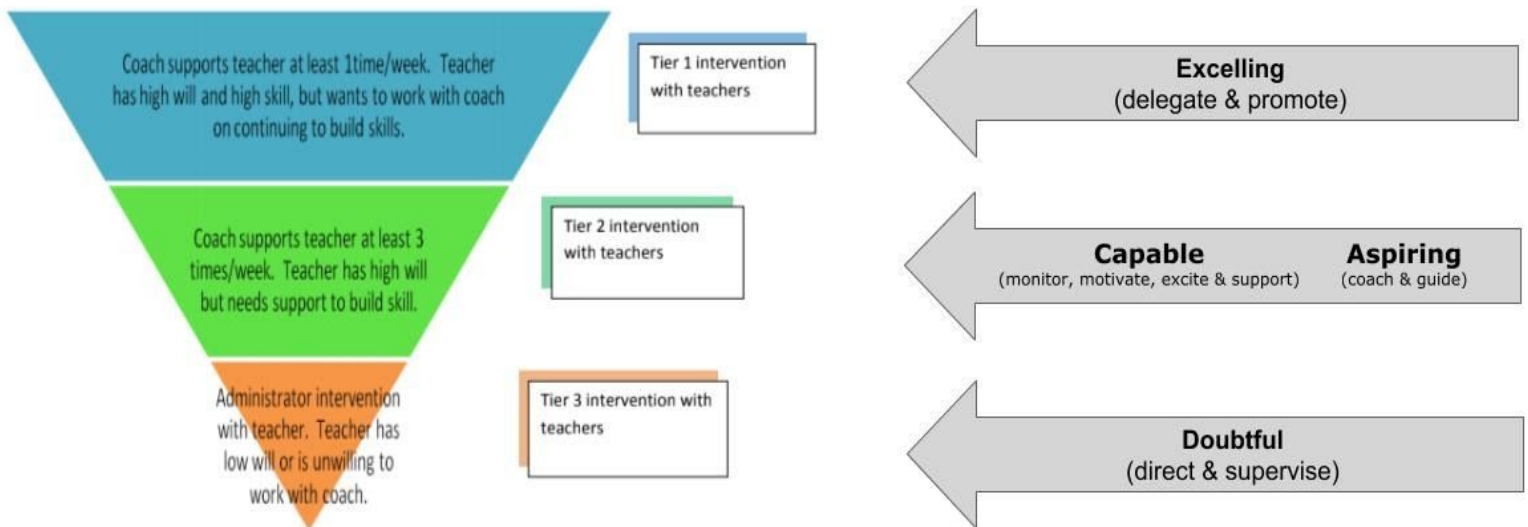 Coach supports teacher at least 1time/week. Teacher
has high will and high skill, but wants to work with coach
on continuing to build skills.
Tier 1 intervention
with teachers
Excelling
(delegate & promote)
Coach supports teacher at least 3
times/week. Teacher has high will
but needs support to build skill.
Tier 2 intervention
with teachers
Capable
(monitor, motivate, excite & support)
Aspiring
(coach & guide)
Administrator intervention
with teacher. Teacher has
low will or is unwilling to
work with coach.
Tier 3 intervention with
teachers
Doubtful
(direct & supervise)